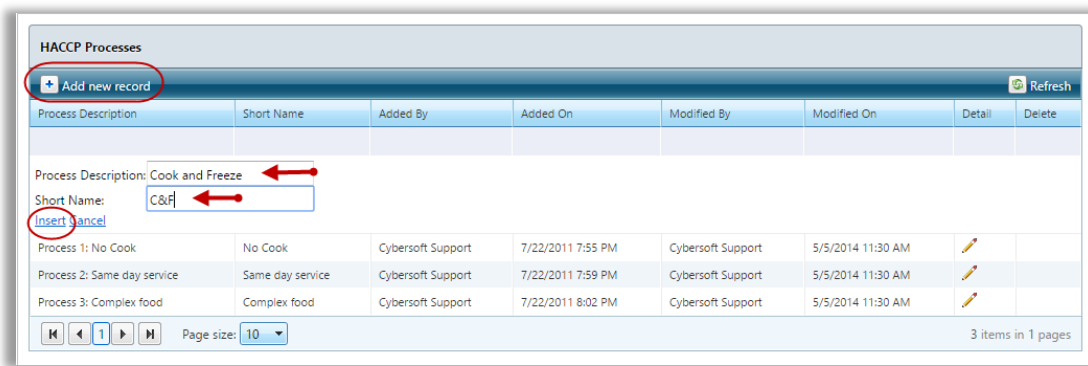 HACCP Processes
Add new record Refresh
Process Description Short Name Added By Added On Modified By Modified On Detail Delete
Process Description: Cook and Freeze
Short Name: C&F
Insert Cancel
Process 1: No Cook No Cook Cybersoft Support 7/22/2011 7:55 PM Cybersoft Support 5/5/2014 11:30 AM
Process 2: Same day service Same day service Cybersoft Support 7/22/2011 7:59 PM Cybersoft Support 5/5/2014 11:30 AM
Process 3: Complex food Complex food Cybersoft Support 7/22/2011 8:02 PM Cybersoft Support 5/5/2014 11:30 AM
1 Page size: 10 3 items in 1 pages